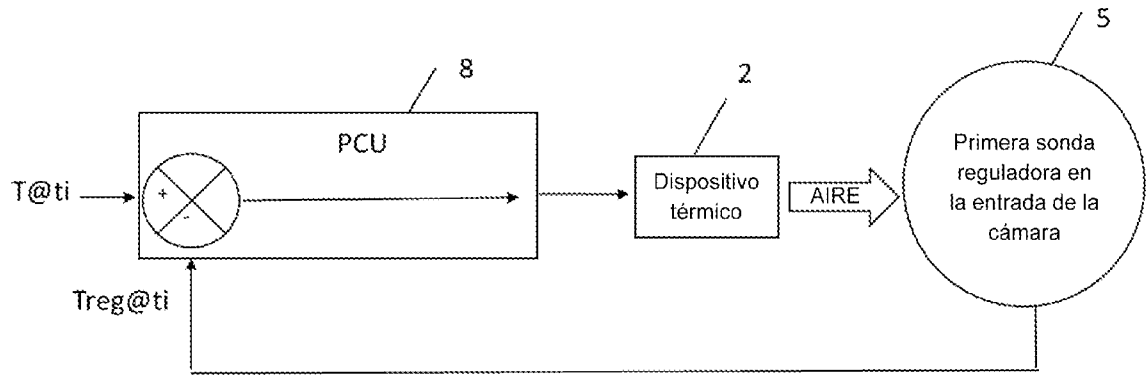 5
8
2
PCU
T@ti
+
-
Dispositivo
térmico
AIRE
Primera sonda
reguladora en
la entrada de la
cámara
Treg@ti